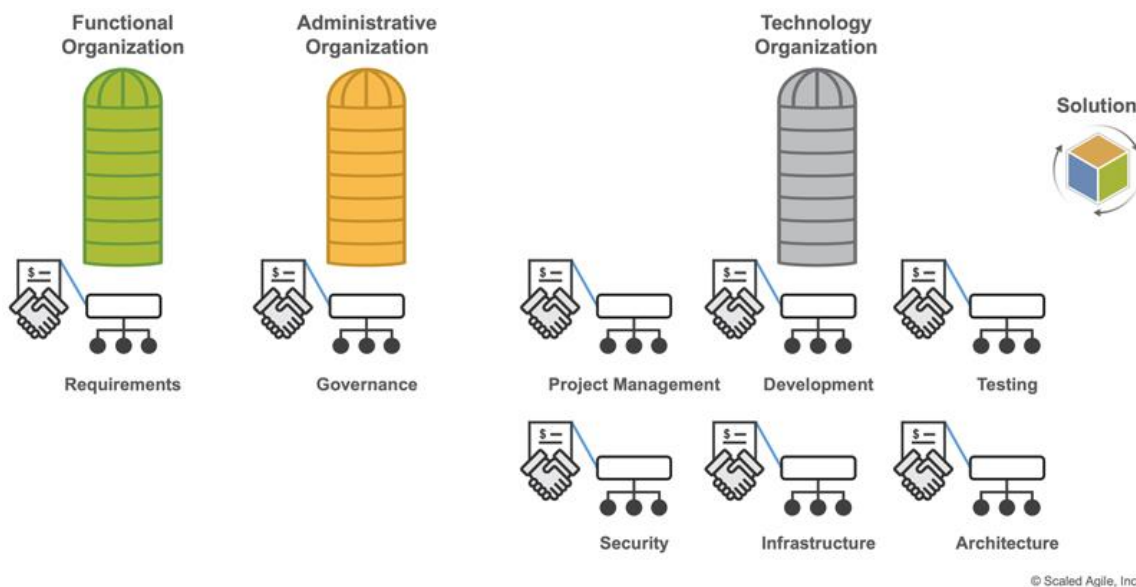 Functional
Organization
Administrative
Organization
Technology
Organization
Solution
$
$
$
$
$
Requirements
Governance
Project Management
Development
Testing
$
$
$
Security
Infrastructure
Architecture
© Scaled Agile, Inc